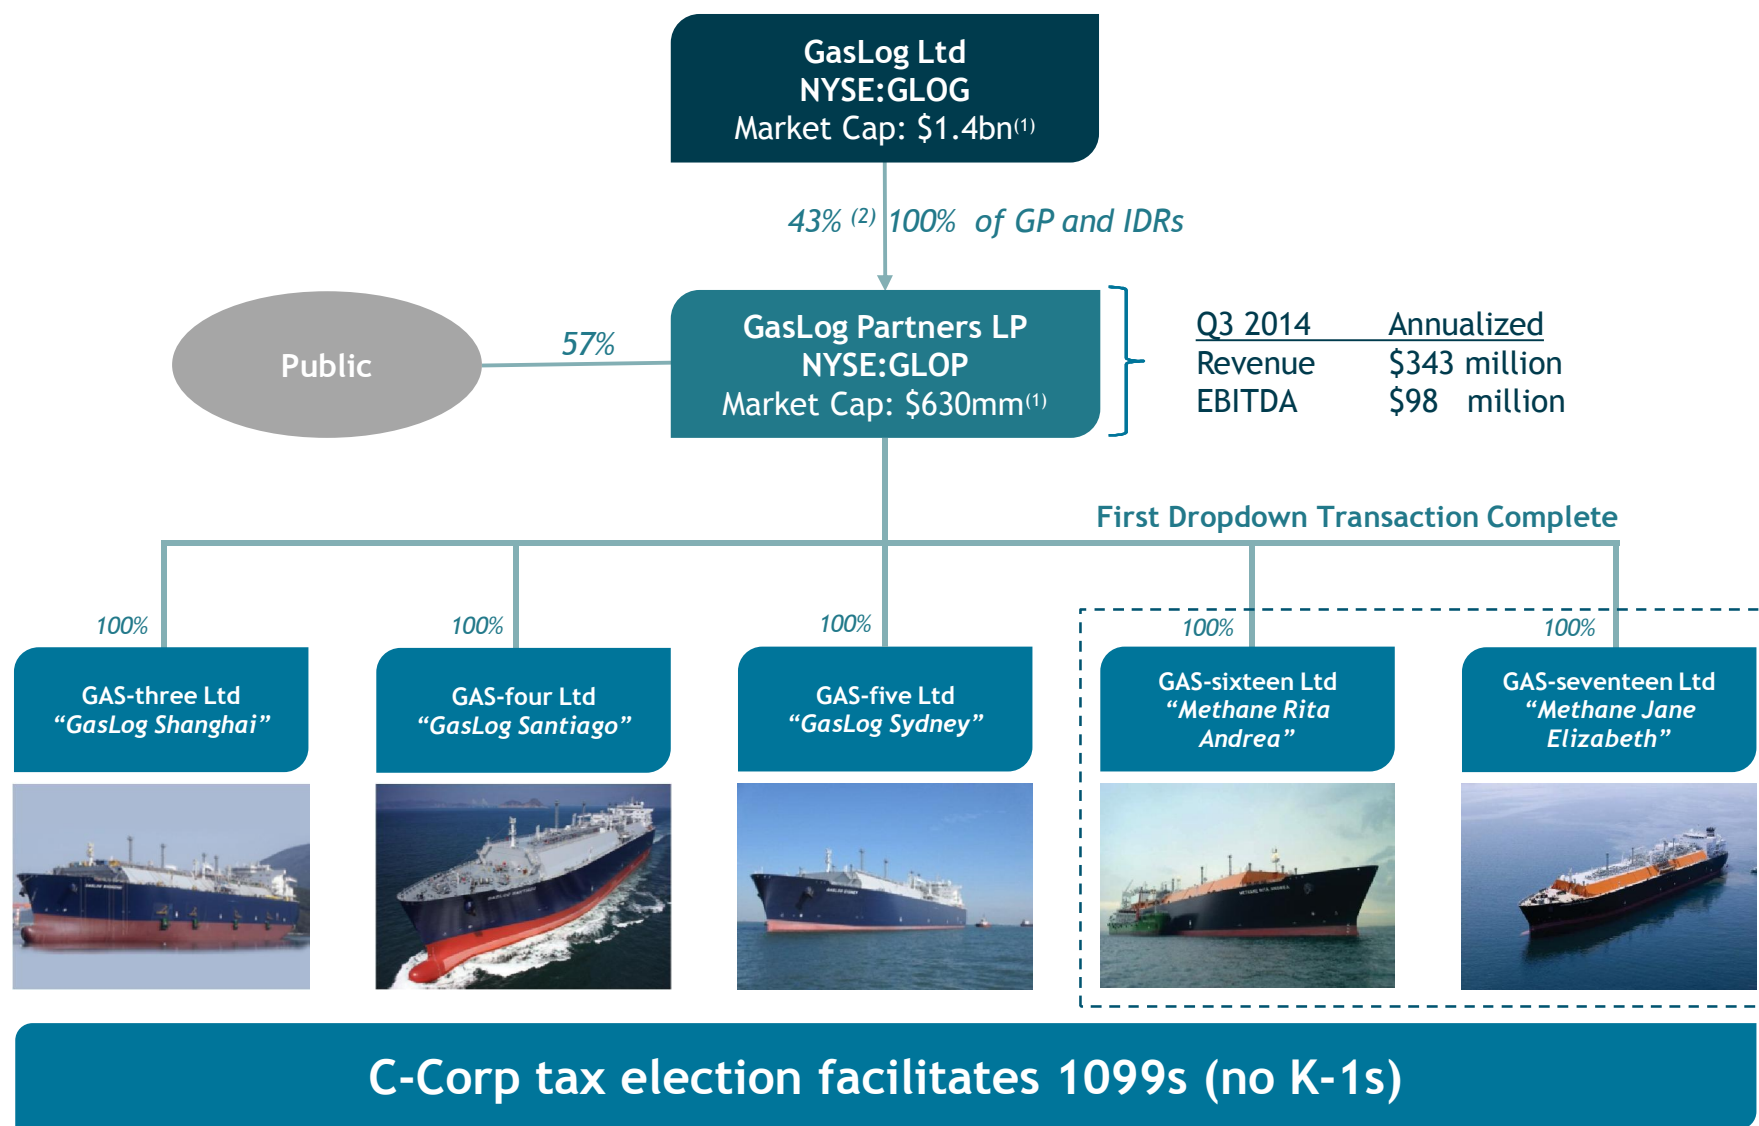 GasLog Ltd
NYSE:GLOG
Market Cap: $1.4bn(1)
43% (2) 100% of GP and IDRs
Public
57%
GasLog Partners LP
NYSE:GLOP
Market Cap: $630mm(1)
Q3 2014 Annualized
Revenue $343 million
EBITDA $98 million
First Dropdown Transaction Complete
100% 100% 100% 100% 100%
GAS-three Ltd
“GasLog Shanghai”
GAS-four Ltd
“GasLog Santiago”
GAS-five Ltd
“GasLog Sydney”
GAS-sixteen Ltd
“Methane Rita
Andrea”
GAS-seventeen Ltd
“Methane Jane
Elizabeth”
C-Corp tax election facilitates 1099s (no K-1s)